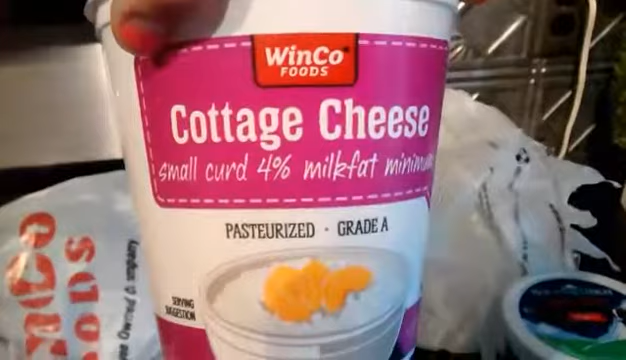 WinCo
FOODS
Cottage Cheese
small curd 4% milkfat minimum
PASTEURIZED · GRADE A
SERVING
SUGGESTION